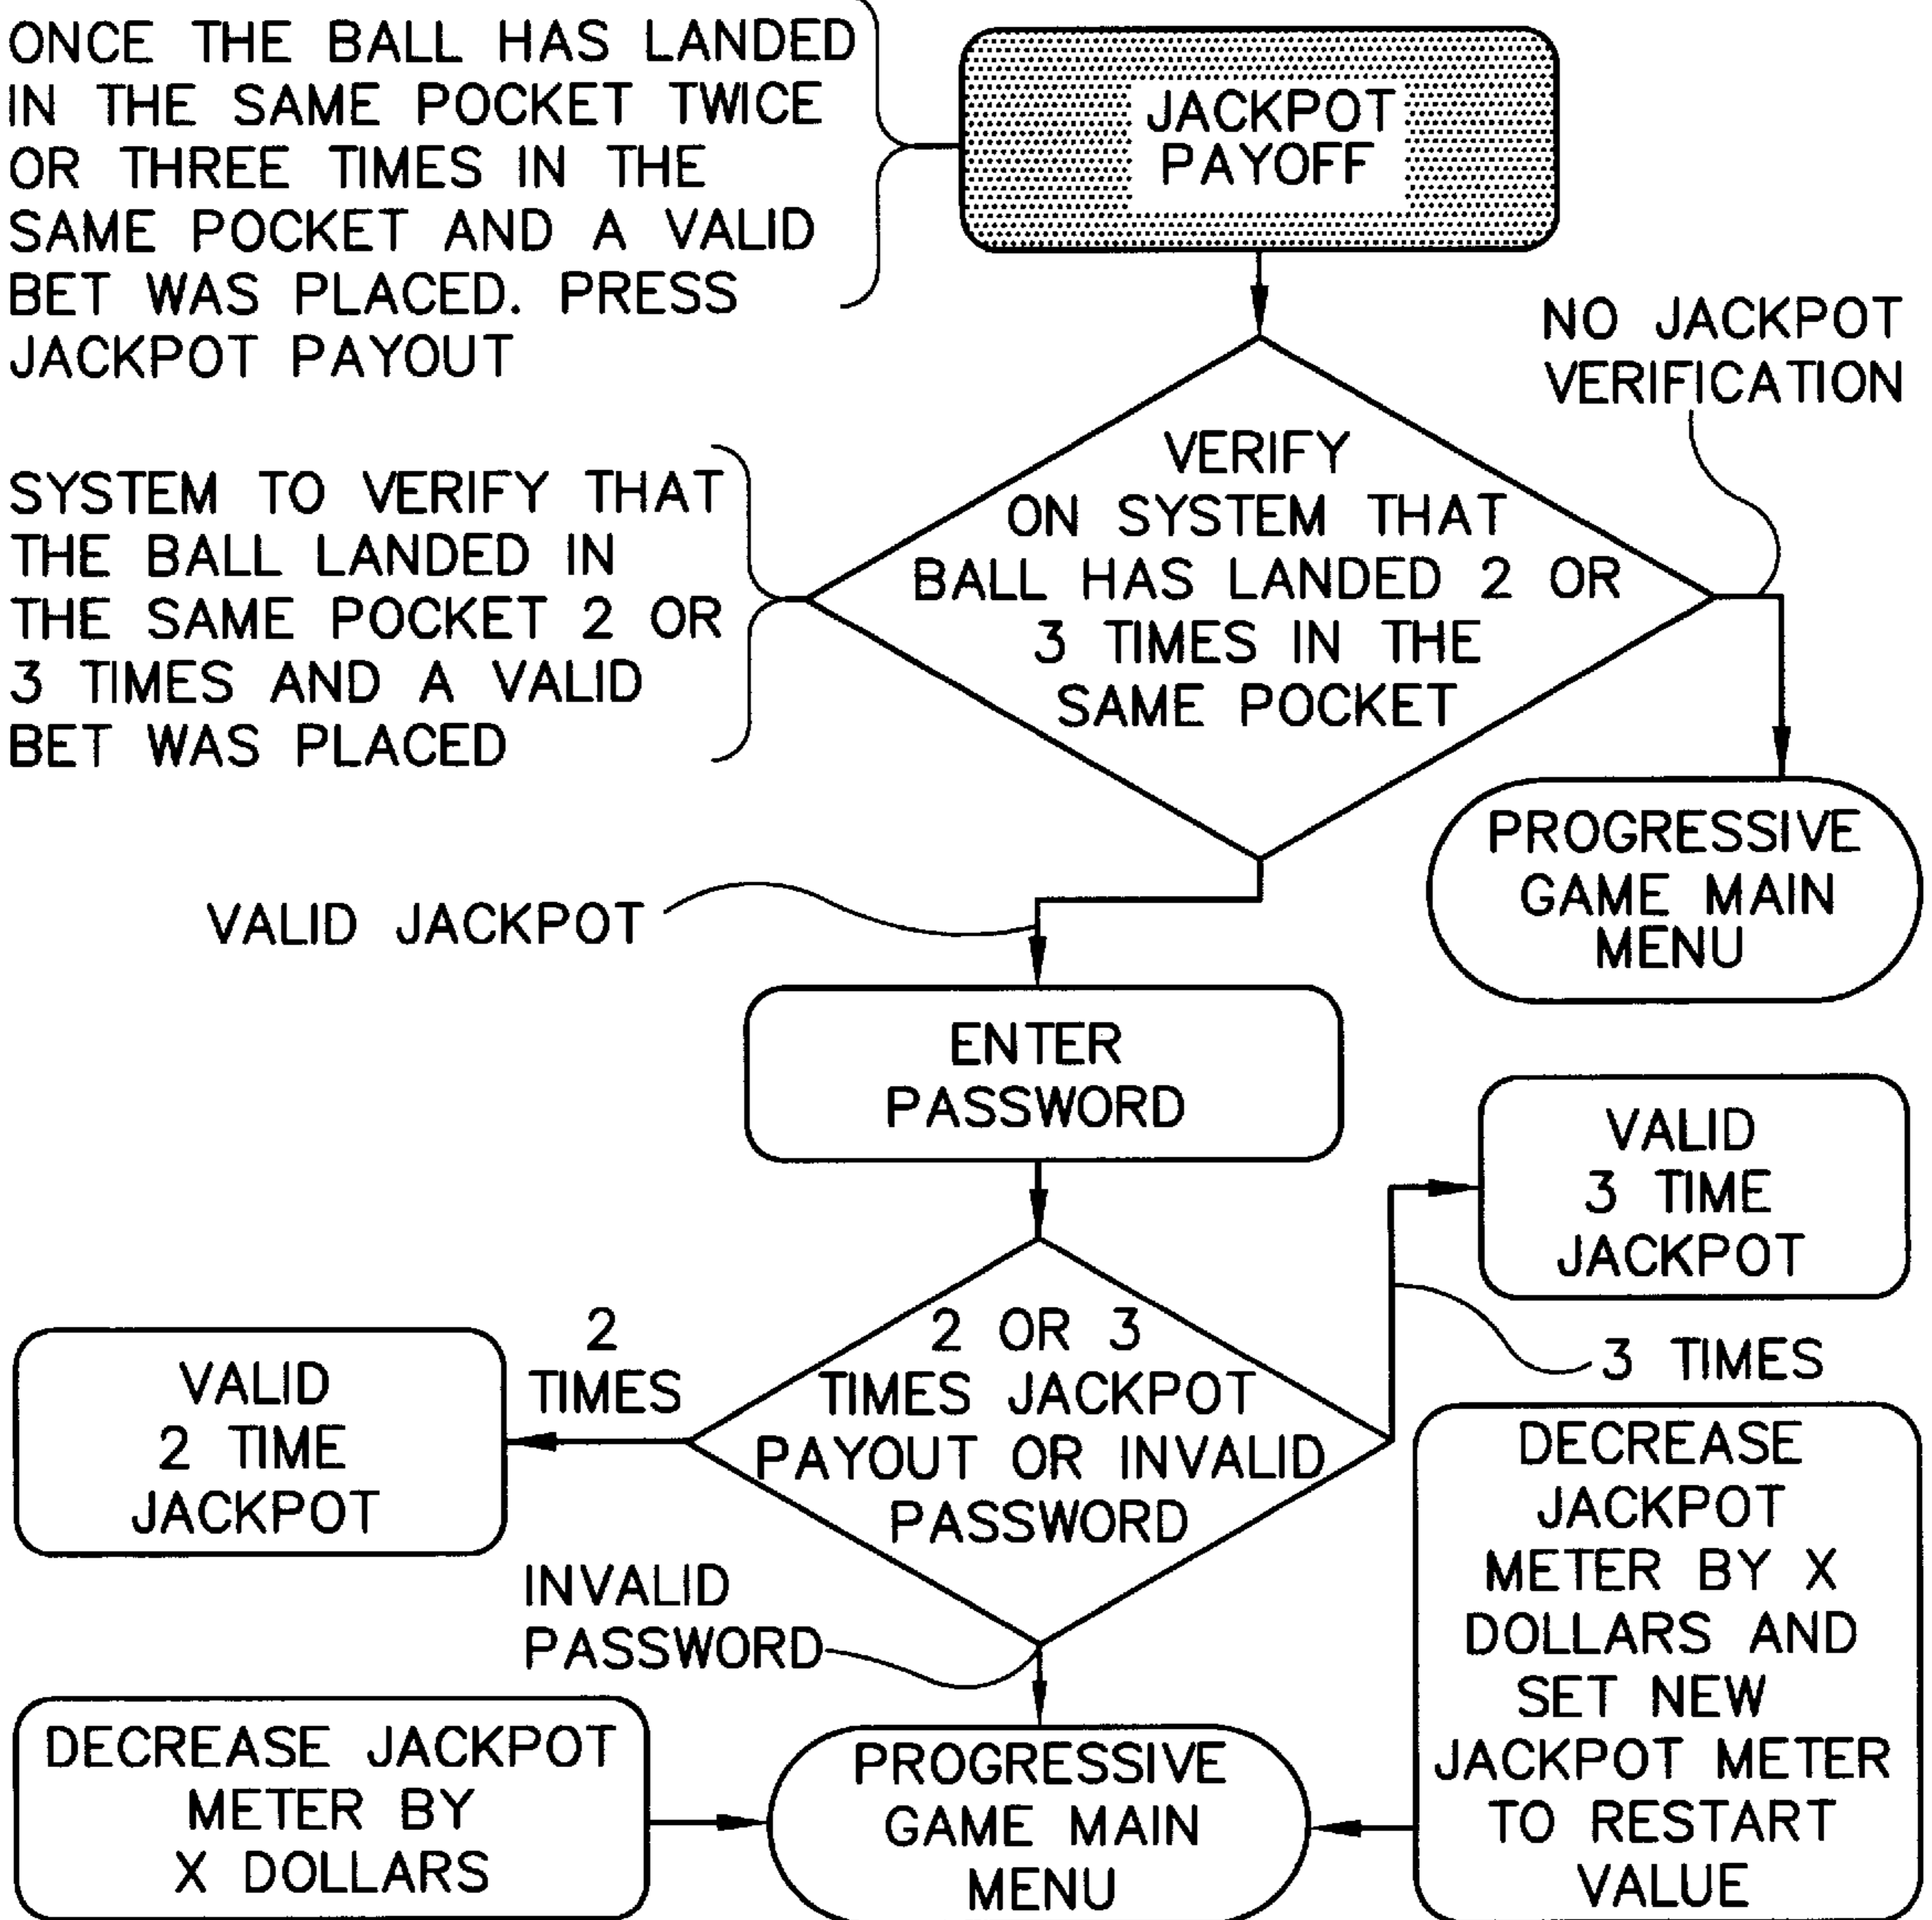 ONCE THE BALL HAS LANDED
IN THE SAME POCKET TWICE
OR THREE TIMES IN THE
SAME POCKET AND A VALID
BET WAS PLACED. PRESS
JACKPOT PAYOUT
JACKPOT
PAYOFF
NO JACKPOT
VERIFICATION
SYSTEM TO VERIFY THAT
THE BALL LANDED IN
THE SAME POCKET 2 OR
3 TIMES AND A VALID
BET WAS PLACED
VERIFY
ON SYSTEM THAT
BALL HAS LANDED 2 OR
3 TIMES IN THE
SAME POCKET
PROGRESSIVE
GAME MAIN
MENU
VALID JACKPOT
ENTER
PASSWORD
VALID
3 TIME
JACKPOT
3 TIMES
2 OR 3
TIMES JACKPOT
PAYOUT OR INVALID
PASSWORD
2
TIMES
VALID
2 TIME
JACKPOT
INVALID
PASSWORD
DECREASE JACKPOT
METER BY
X DOLLARS
PROGRESSIVE
GAME MAIN
MENU
DECREASE
JACKPOT
METER BY X
DOLLARS AND
SET NEW
JACKPOT METER
TO RESTART
VALUE